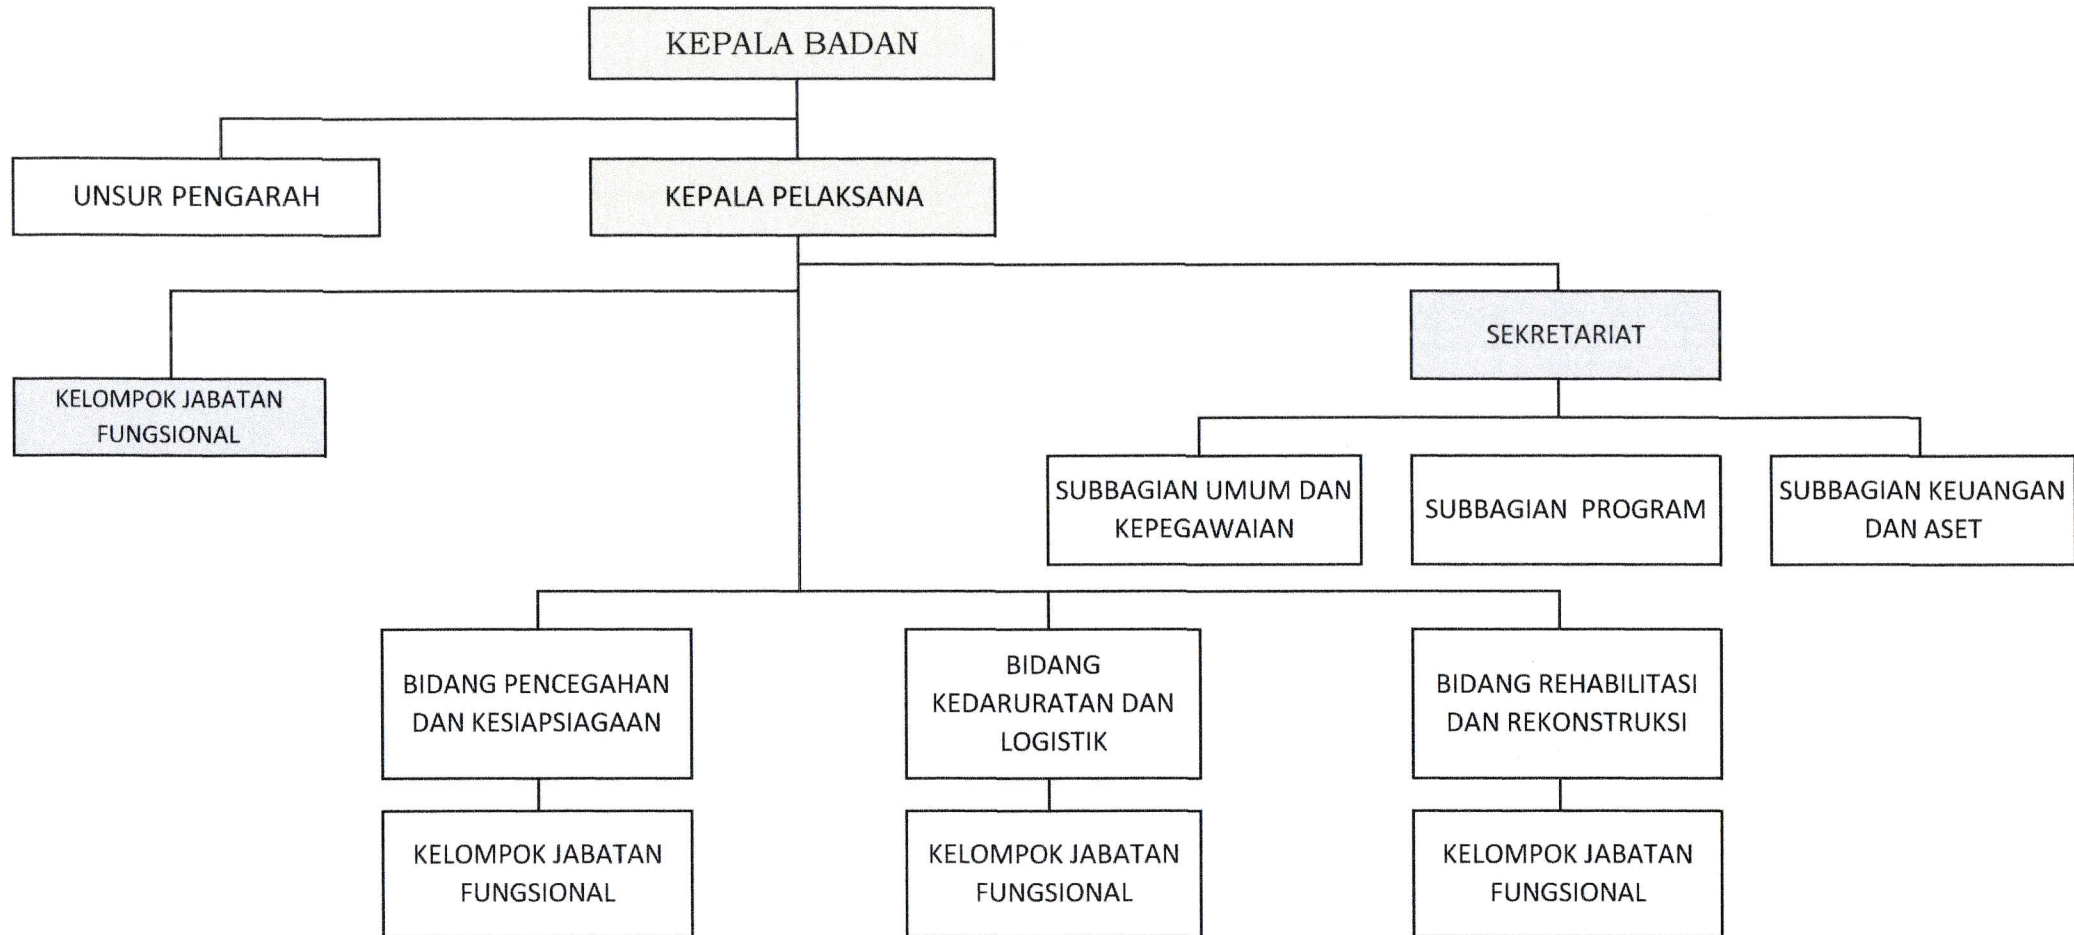 KEPALA BADAN
UNSUR PENGARAH
KEPALA PELAKSANA
SEKRETARIAT
KELOMPOK JABATAN
FUNGSIONAL
SUBBAGIAN UMUM DAN
KEPEGAWAIAN
SUBBAGIAN PROGRAM
SUBBAGIAN KEUANGAN
DAN ASET
BIDANG PENCEGAHAN
DAN KESIAPSIAGAAN
BIDANG
KEDARURATAN DAN
LOGISTIK
BIDANG REHABILITASI
DAN REKONSTRUKSI
KELOMPOK JABATAN
FUNGSIONAL
KELOMPOK JABATAN
FUNGSIONAL
KELOMPOK JABATAN
FUNGSIONAL